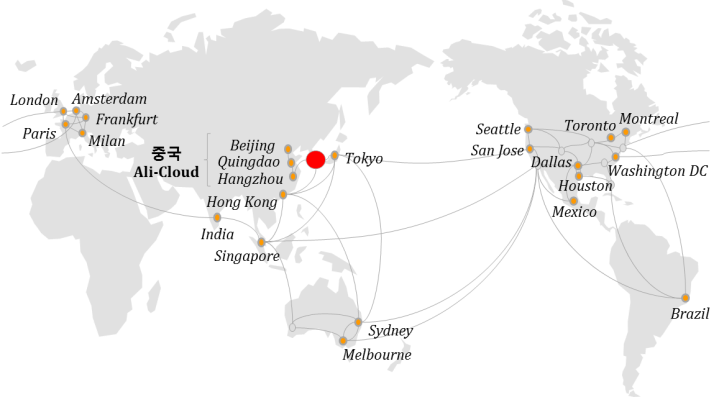 London
Amsterdam
Frankfurt
Paris
Milan
중국
Ali-Cloud
Beijing
Quingdao
Hangzhou
Hong Kong
Tokyo
India
Singapore
Sydney
Melbourne
Seattle
San Jose
Toronto
Montreal
Dallas
Washington DC
Houston
Mexico
Brazil